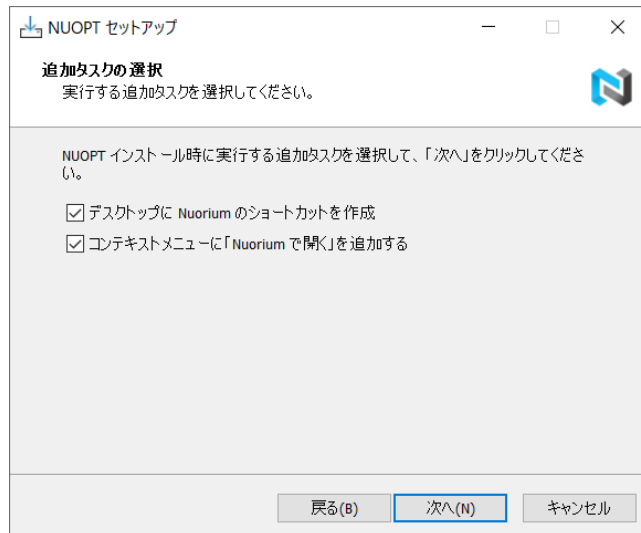 NUOPT セットアップ
追加タスクの選択
実行する追加タスクを選択してください。
NUOPT インストール時に実行する追加タスクを選択して、「次へ」をクリックしてくださ
い。
デスクトップに Nuorium のショートカットを作成
コンテキストメニューに「Nuorium で開く」を追加する
戻る(B) 次へ(N) キャンセル